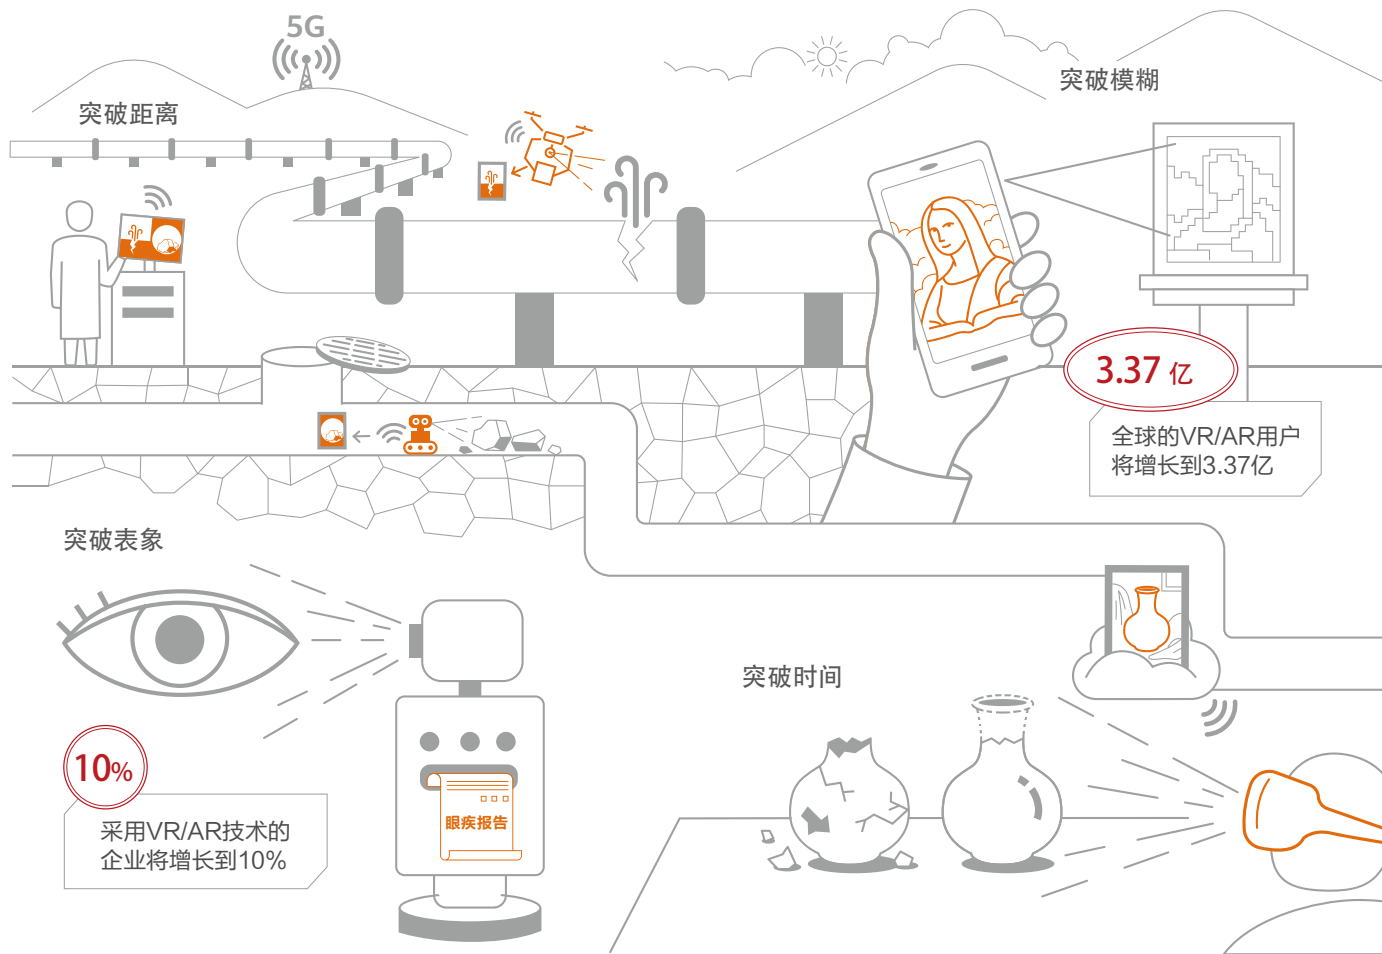 5G
突破距离
突破模糊
3.37 亿
全球的VR/AR用户
将增长到3.37亿
突破表象
10%
采用VR/AR技术的
企业将增长到10%
眼疾报告
突破时间